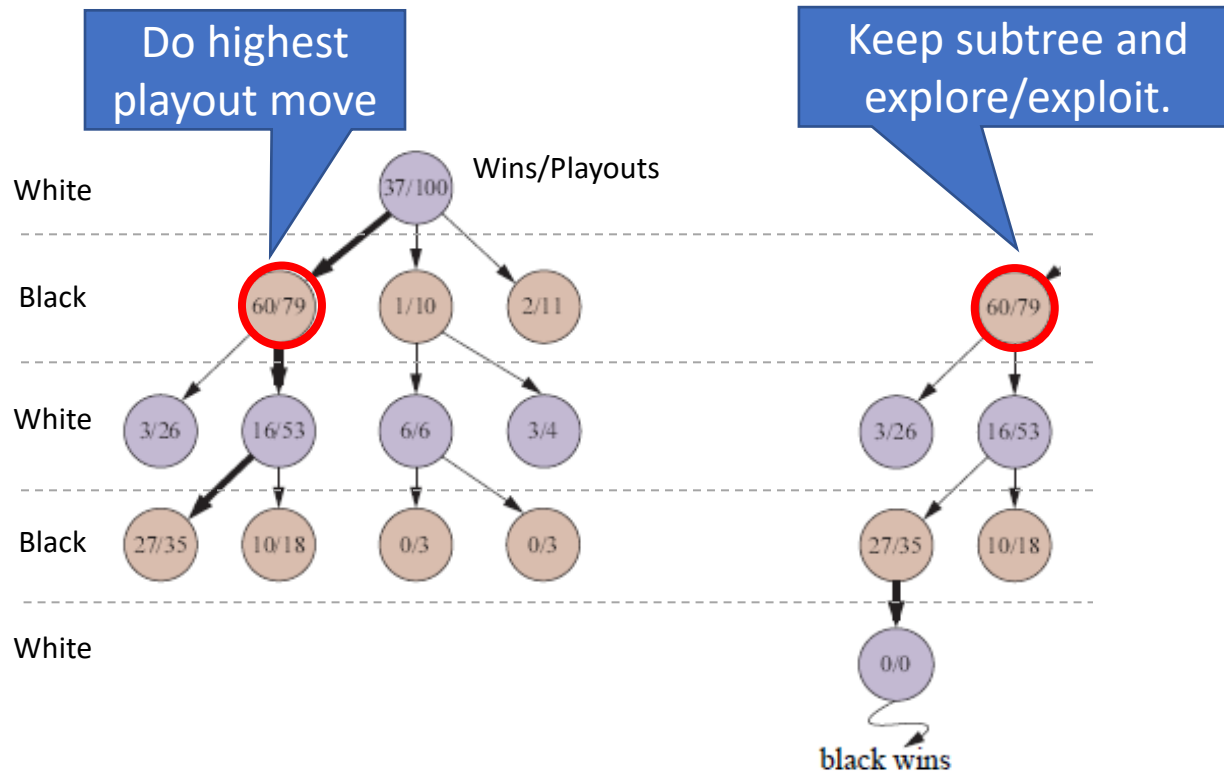 Do highest
playout move
Keep subtree and
explore/exploit.
Wins/Playouts
White
37/100
Black
60/79
1/10
2/11
60/79
White
3/26
16/53
6/6
3/4
3/26
16/53
Black
27/35
10/18
0/3
0/3
27/35
10/18
White
0/0
black wins